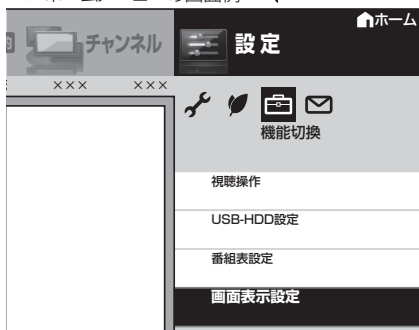 ホーム
チャンネル
設定
×××　×××
機能切換
視聴操作
USB-HDD設定
番組表設定
画面表示設定